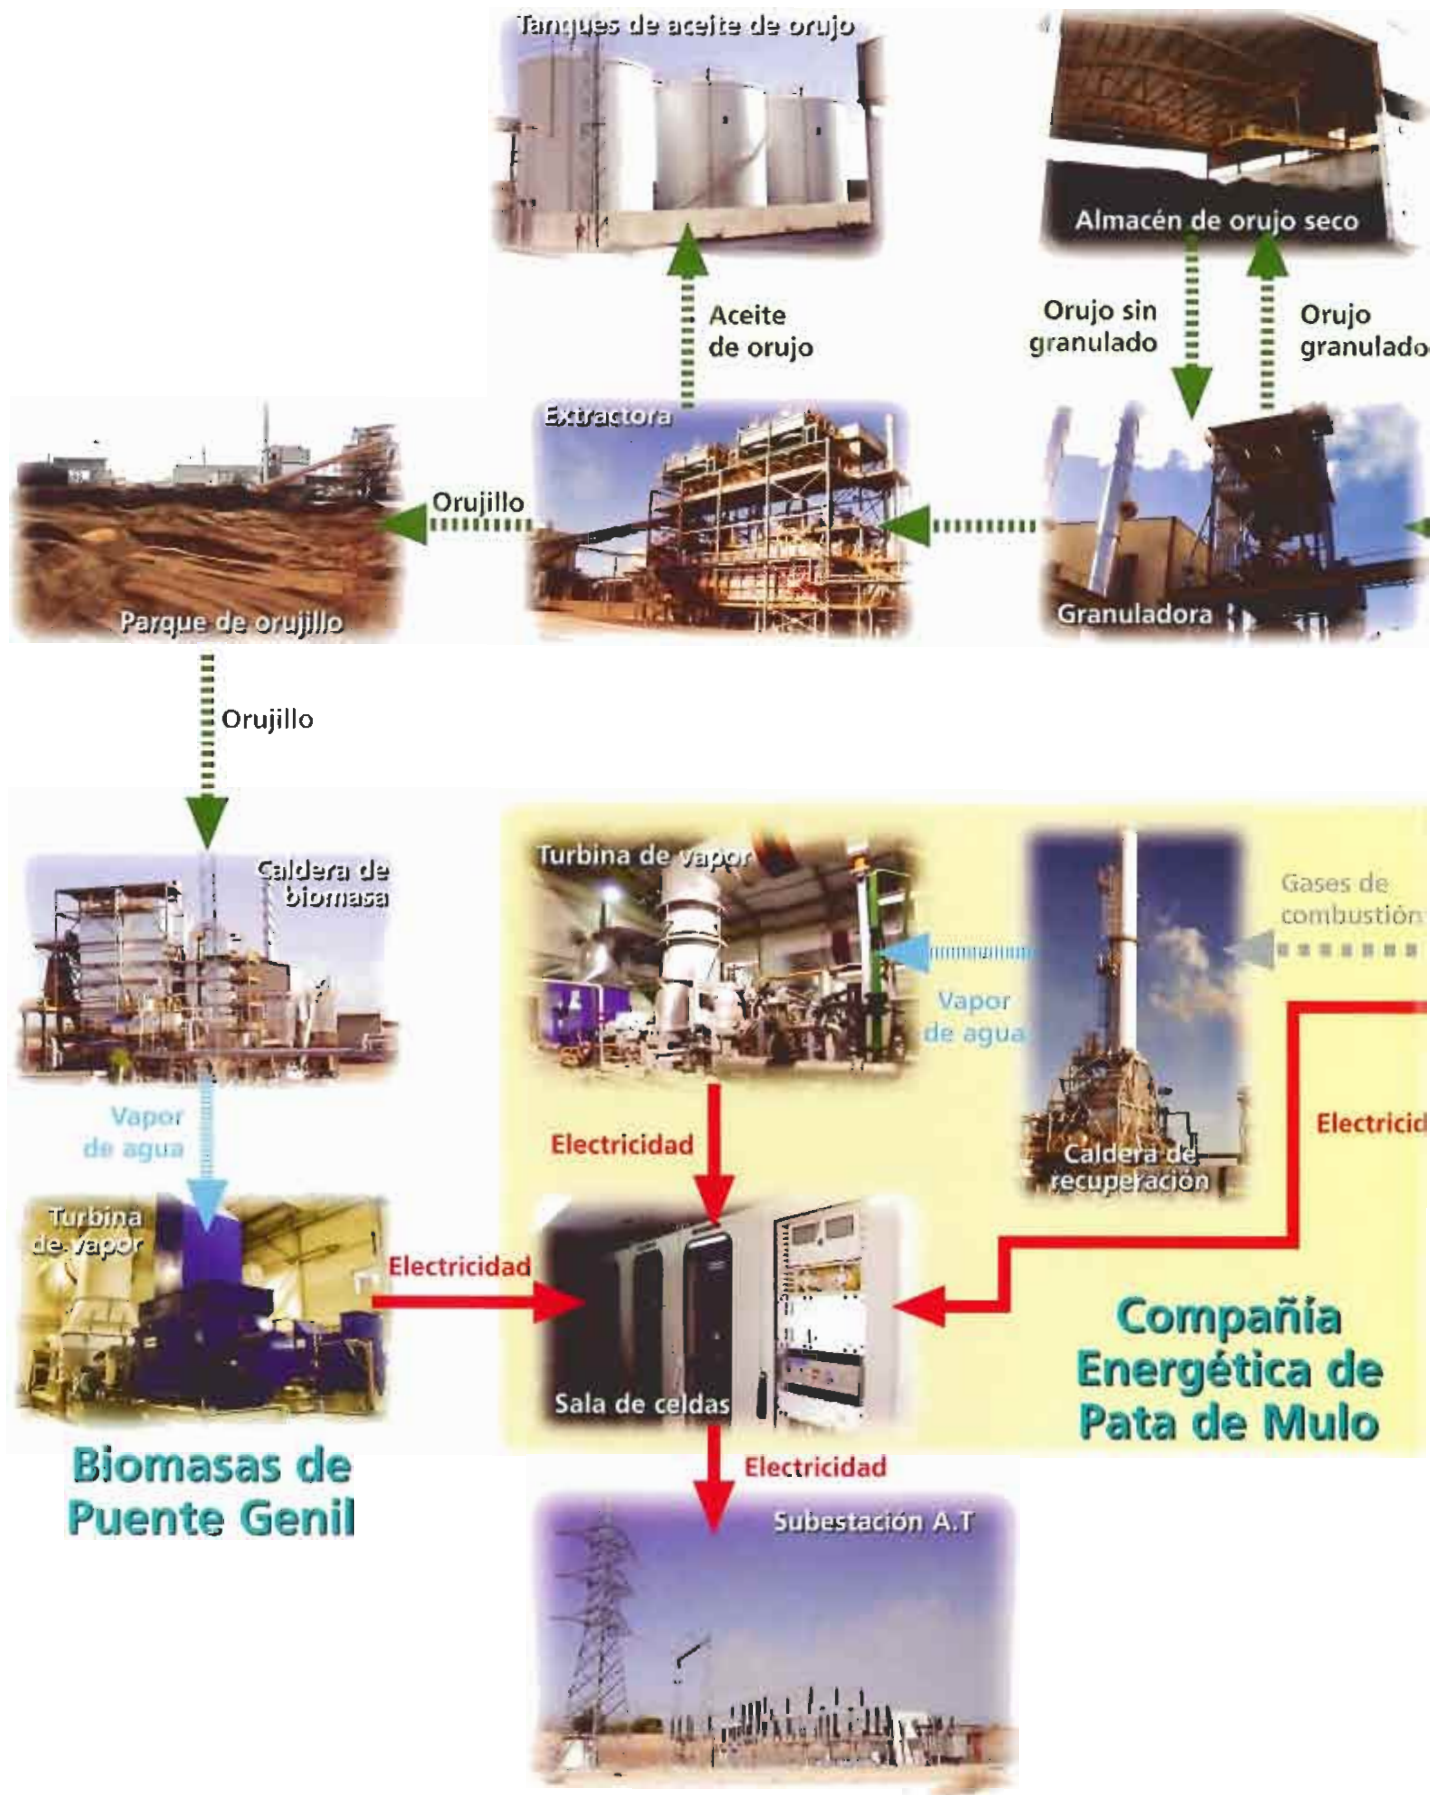 Tanques de aceite de orujo
Almacén de orujo seco
Aceite
de orujo
Orujo sin
granulado
Orujo
granulado
Extractora
Orujillo
Parque de orujillo
Granuladora
Orujillo
Caldera de
biomasa
Turbina de vapor
Gases de
combustión
Vapor
de agua
Vapor
de agua
Electricidad
Electricid
Caldera de
recuperación
Turbina
de vapor
Electricidad
Sala de celdas
Compañía
Energética de
Pata de Mulo
Biomasas de
Puente Genil
Electricidad
Subestación A.T